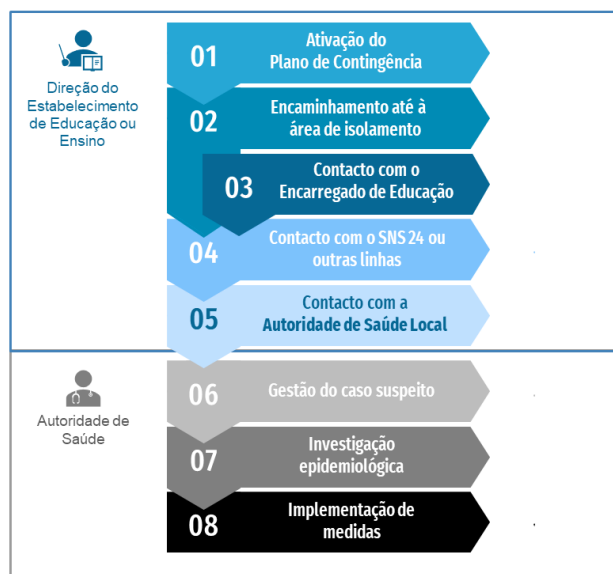 Direção do
Estabelecimento
de Educação ou
Ensino
01
Ativação do
Plano de Contingência
02
Encaminhamento até à
área de isolamento
03
Contacto com o
Encarregado de Educação
04
Contacto com o SNS 24 ou
outras linhas
05
Contacto com a
Autoridade de Saúde Local
Autoridade de
Saúde
06
Gestão do caso suspeito
07
Investigação
epidemiológica
08
Implementação de
medidas